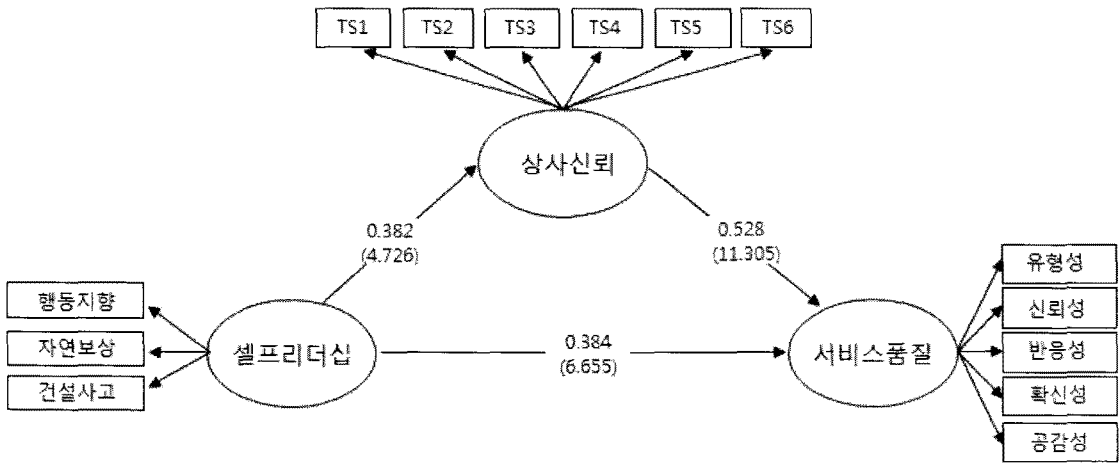 TS1
TS2
TS3
TS4
TS5
TS6
상사신뢰
0.382
(4.726)
0.528
(11.305)
행동지향
자연보상
건설사고
셀프리더십
0.384
(6.655)
서비스품질
유형성
신뢰성
반응성
확신성
공감성